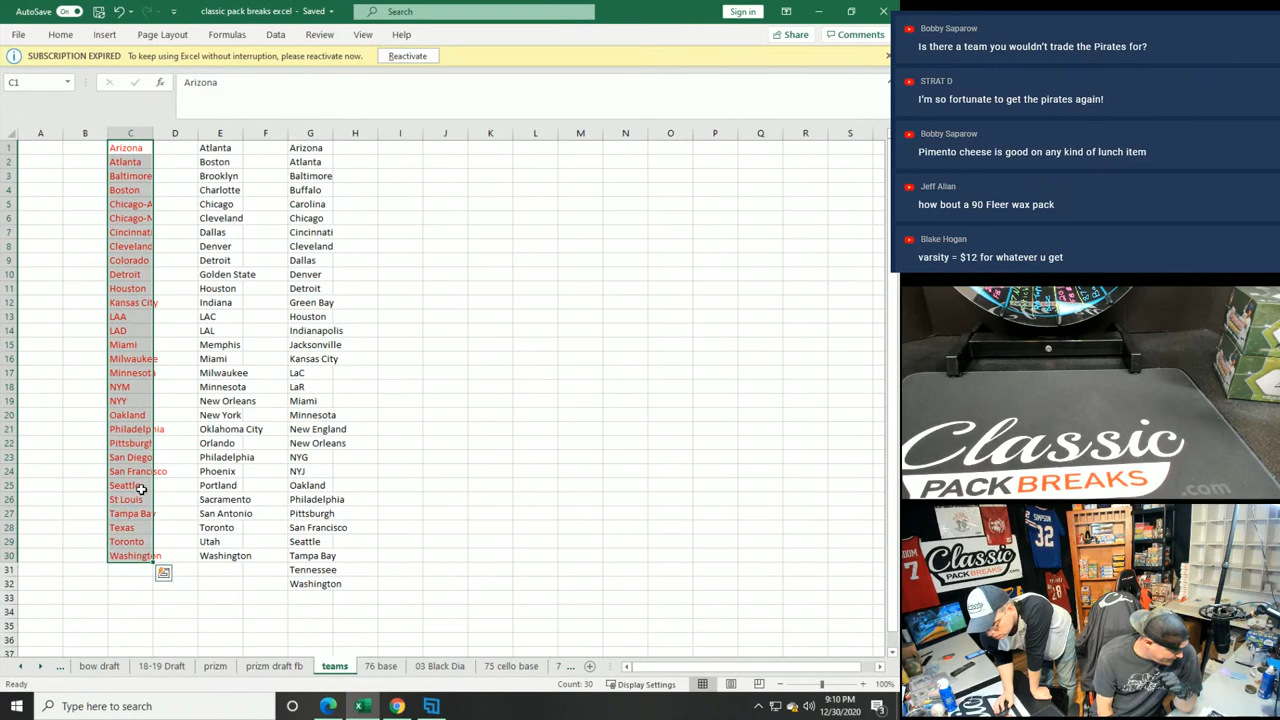 AutoSave On classic break breaks excel - Saved Search Sign in
File Home Insert Page Layout Formulas Data Review View Help Share Comments
SUBSCRIPTION EXPIRED To keep using Excel without interruption, please reactivate now. Reactivate
C1 fx Arizona
A B C D E F G H I J K L M N O P Q R S
1 Arizona Atlanta Arizona
2 Atlanta Boston Atlanta
3 Baltimore Brooklyn Baltimore
4 Boston Charlotte Buffalo
5 Chicago-A Chicago Carolina
6 Chicago-N Cleveland Chicago
7 Cincinnati Dallas Cincinnati
8 Cleveland Denver Cleveland
9 Colorado Detroit Dallas
10 Detroit Golden State Denver
11 Houston Houston Detroit
12 Kansas City Indiana Green Bay
13 LAA LAC Houston
14 LAD LAL Indianapolis
15 Miami Memphis Jacksonville
16 Milwaukee Miami Kansas City
17 Minnesota Milwaukee LaC
18 NYM Minnesota LaR
19 NYY New Orleans Miami
20 Oakland New York Minnesota
21 Philadelphia Oklahoma City New England
22 Pittsburgh Orlando New Orleans
23 San Diego Philadelphia NYG
24 San Francisco Phoenix NYJ
25 Seattle Portland Oakland
26 St Louis Sacramento Philadelphia
27 Tampa Bay San Antonio Pittsburgh
28 Texas Toronto San Francisco
29 Toronto Utah Seattle
30 Washington Washington Tampa Bay
31 Tennessee
32 Washington
33
34
35
36
37
... bow draft 18-19 Draft prizm prizm draft fb teams 76 base 03 Black Dia 75 cello base 7 ...
Ready Count: 30 Display Settings 100%
Type here to search 9:10 PM
12/30/2020 3
Bobby Saparow
Is there a team you wouldn't trade the Pirates for?
STRAT D
I'm so fortunate to get the pirates again!
Bobby Saparow
Pimento cheese is good on any kind of lunch item
Jeff Allan
how bout a 90 Fleer wax pack
Blake Hogan
varsity = $12 for whatever u get
Classic
PACK BREAKS
.com
Classic
PACK BREAKS
SIMPSON
32
7
28